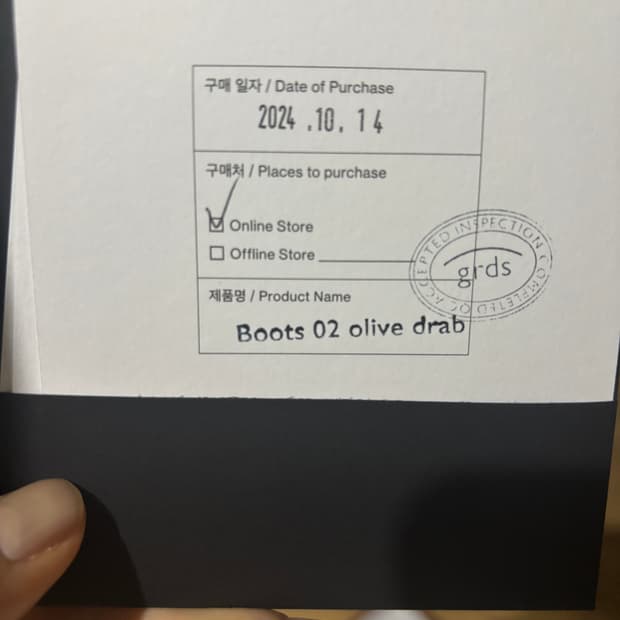 구매 일자 / Date of Purchase
2024 .10. 14
구매처 / Places to purchase
Online Store
Offline Store
제품명 / Product Name
Boots 02 olive drab
ACCEPTED INSPECTION COMPLETED QC
grds